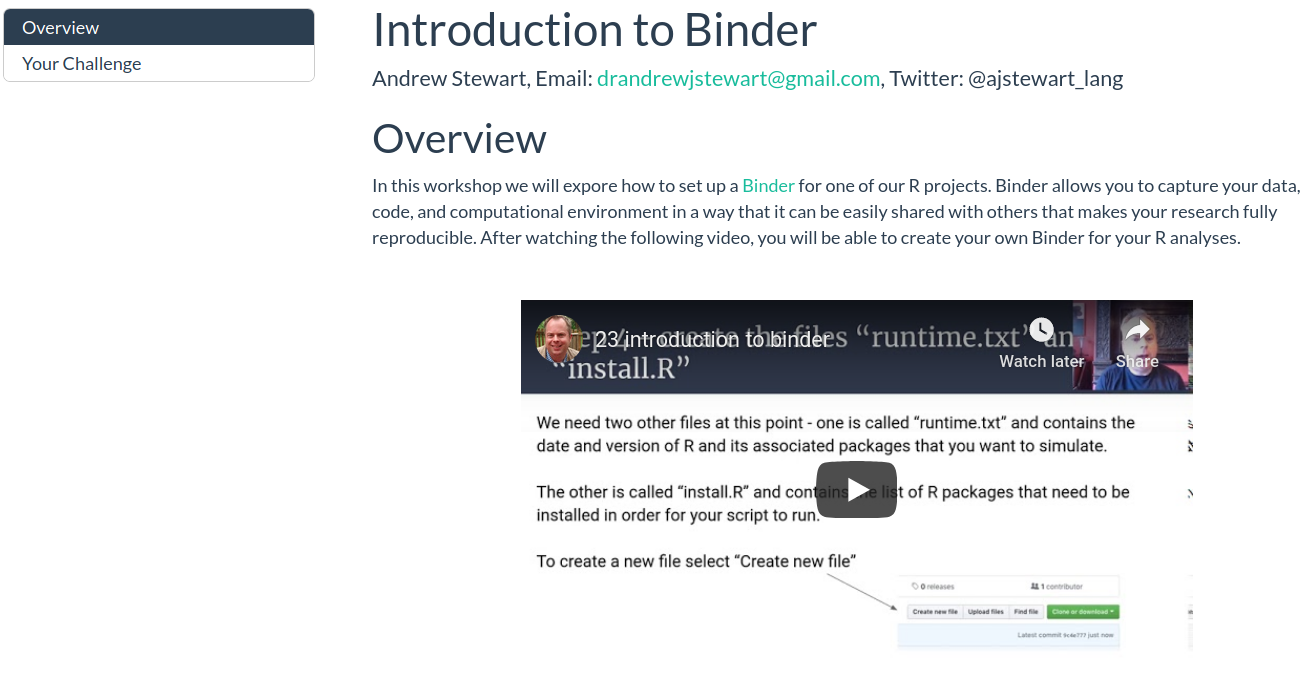 Overview
Your Challenge
Introduction to Binder
Andrew Stewart, Email: drandrewjstewart@gmail.com, Twitter: @ajstewart_lang
Overview
In this workshop we will expore how to set up a Binder for one of our R projects. Binder allows you to capture your data,
code, and computational environment in a way that it can be easily shared with others that makes your research fully
reproducible. After watching the following video, you will be able to create your own Binder for your R analyses.
23 introduction to binder
create the files “runtime.txt” an
“install.R”
Watch later
Share
We need two other files at this point - one is called “runtime.txt” and contains the
date and version of R and its associated packages that you want to simulate.
The other is called “install.R” and contains the list of R packages that need to be
installed in order for your script to run.
To create a new file select “Create new file”
0 releases
1 contributor
Create new file
Upload files
Find file
Clone or download
Latest commit just now